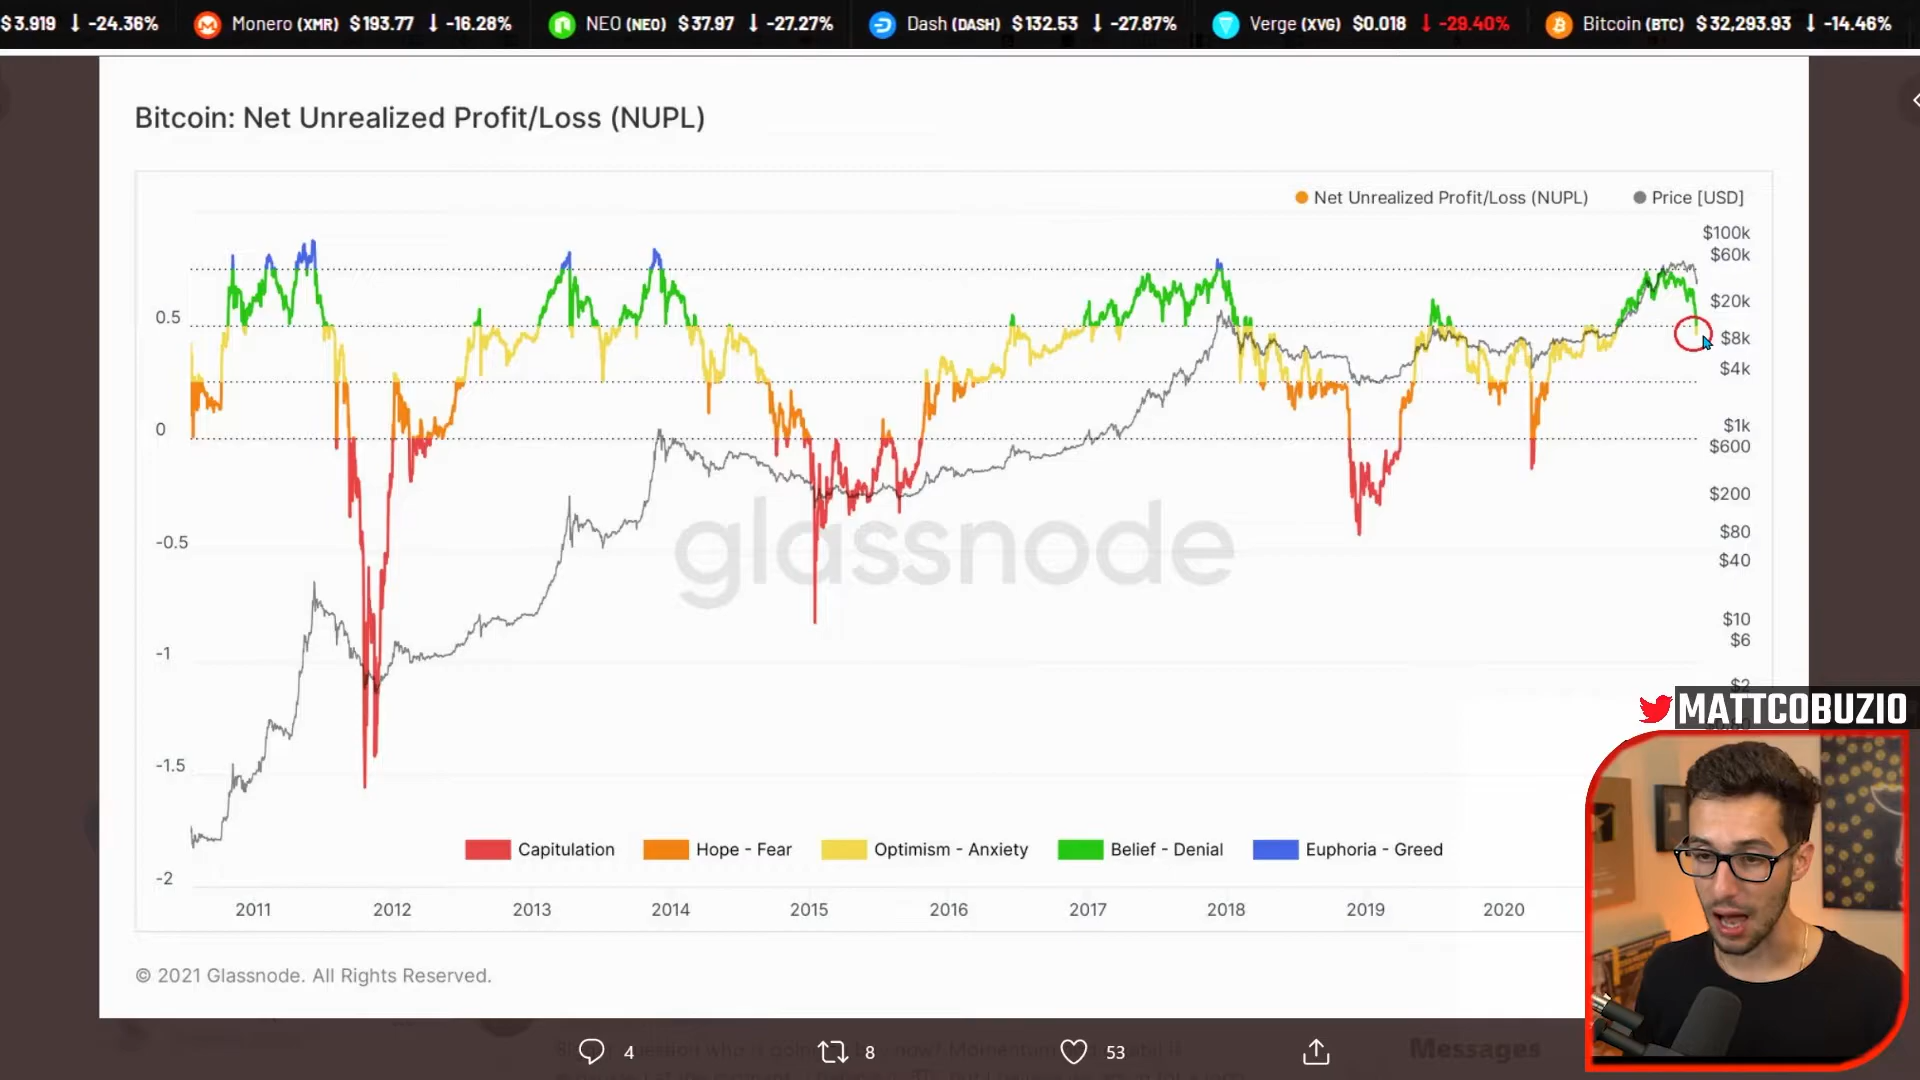 $3.919 ↓ -24.36% Monero (XMR) $193.77 ↓ -16.28% NEO (NEO) $37.97 ↓ -27.27% Dash (DASH) $132.53 ↓ -27.87% Verge (XVG) $0.018 ↓ -29.40% Bitcoin (BTC) $32,293.93 ↓ -14.46%
Bitcoin: Net Unrealized Profit/Loss (NUPL)
Net Unrealized Profit/Loss (NUPL) Price [USD]
$100k
$60k
$20k
$8k
$4k
$1k
$600
$200
$80
$40
$10
$6
$2
0.5
0
-0.5
-1
-1.5
-2
glassnode
MATTCOBUZIO
Capitulation Hope - Fear Optimism - Anxiety Belief - Denial Euphoria - Greed
2011 2012 2013 2014 2015 2016 2017 2018 2019 2020
© 2021 Glassnode. All Rights Reserved.
4 8 53
Messages